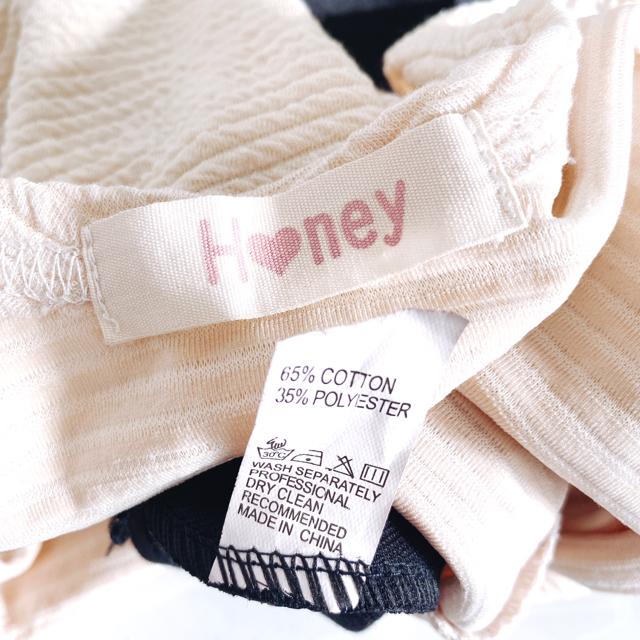 H♥ney
65% COTTON
35% POLYESTER
30°C
WASH SEPARATELY
PROFESSIONAL
DRY CLEAN
RECOMMENDED
MADE IN CHINA